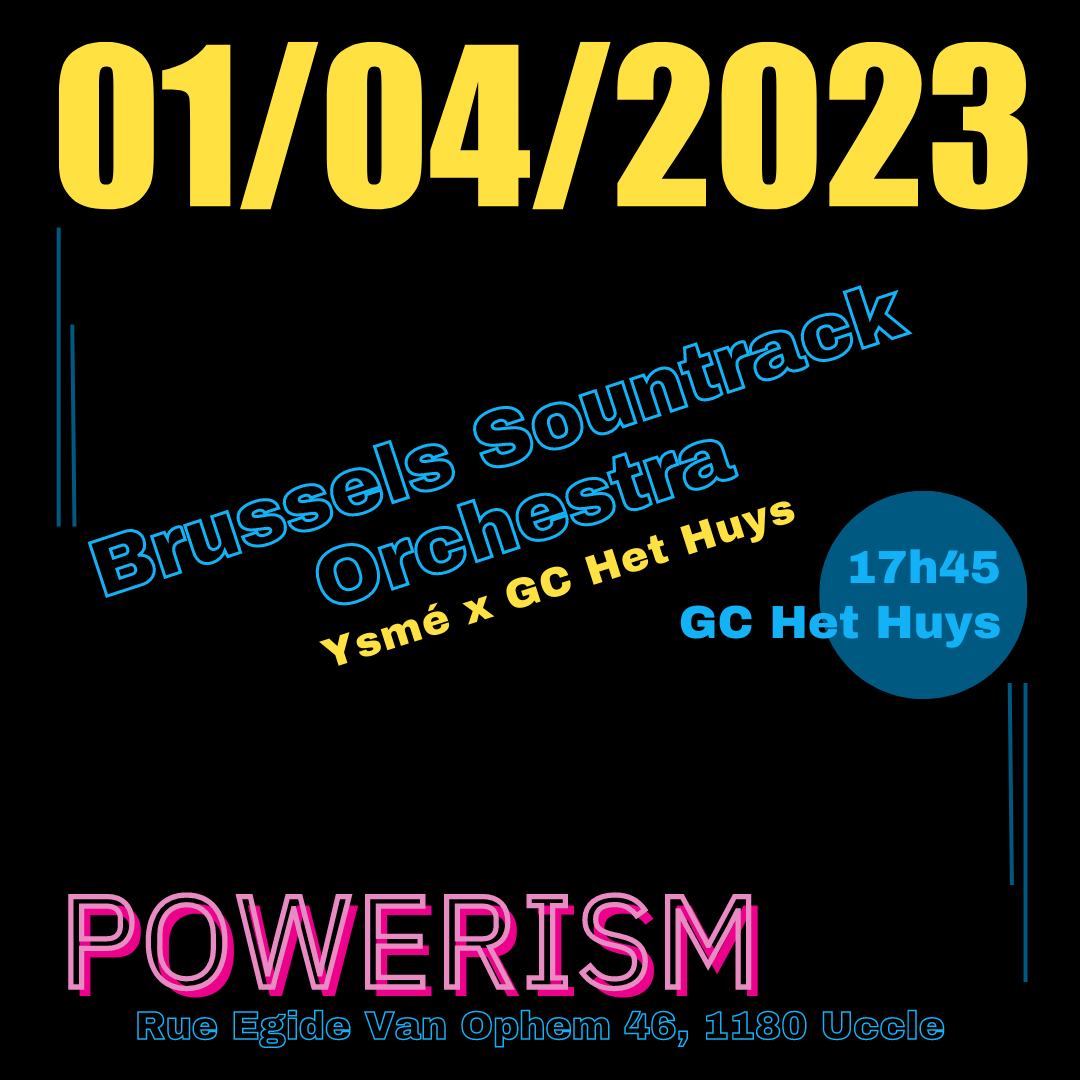 01/04/2023
Brussels Sountrack
Orchestra
Ysmé x GC Het Huys
17h45
GC Het Huys
POWERISM
Rue Egide Van Ophem 46, 1180 Uccle